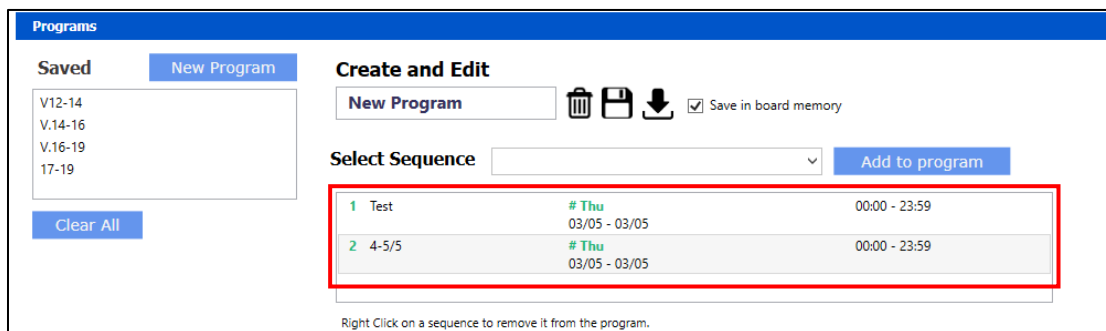 Programs
Saved
New Program
V12-14
V.14-16
V.16-19
17-19
Clear All
Create and Edit
New Program
Save in board memory
Select Sequence
Add to program
1 Test # Thu 00:00 - 23:59
03/05 - 03/05
2 4-5/5 # Thu 00:00 - 23:59
03/05 - 03/05
Right Click on a sequence to remove it from the program.